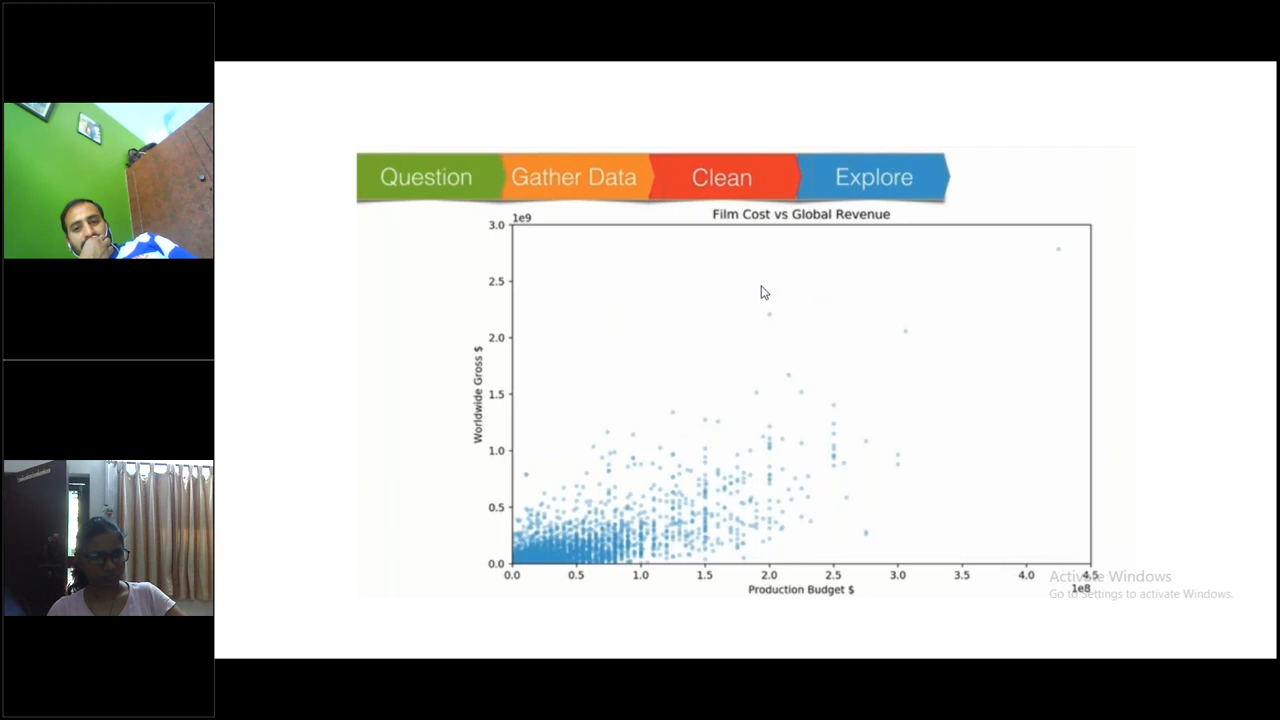 Question
Gather Data
Clean
Explore
Film Cost vs Global Revenue
1e9
3.0
2.5
2.0
1.5
1.0
0.5
0.0
Worldwide Gross $
0.0 0.5 1.0 1.5 2.0 2.5 3.0 3.5 4.0 4.5
1e8
Production Budget $
Activate Windows
Go to Settings to activate Windows.